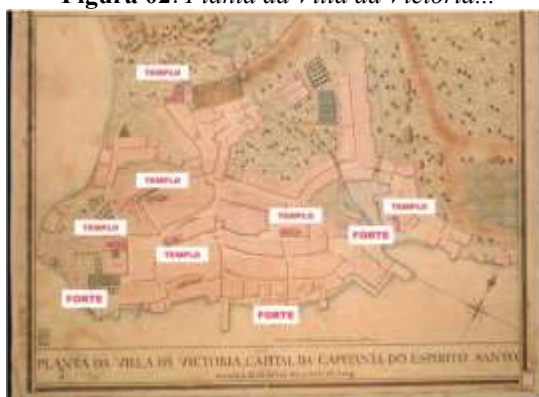 Figura 02: Planta da Villa da Victoria...
TEMPLO
TEMPLO
TEMPLO
TEMPLO
TEMPLO
TEMPLO
FORTE
FORTE
FORTE
PLANTA DA VILLA DA VICTORIA CAPITAL DA CAPITANIA DO ESPIRITO SANTO